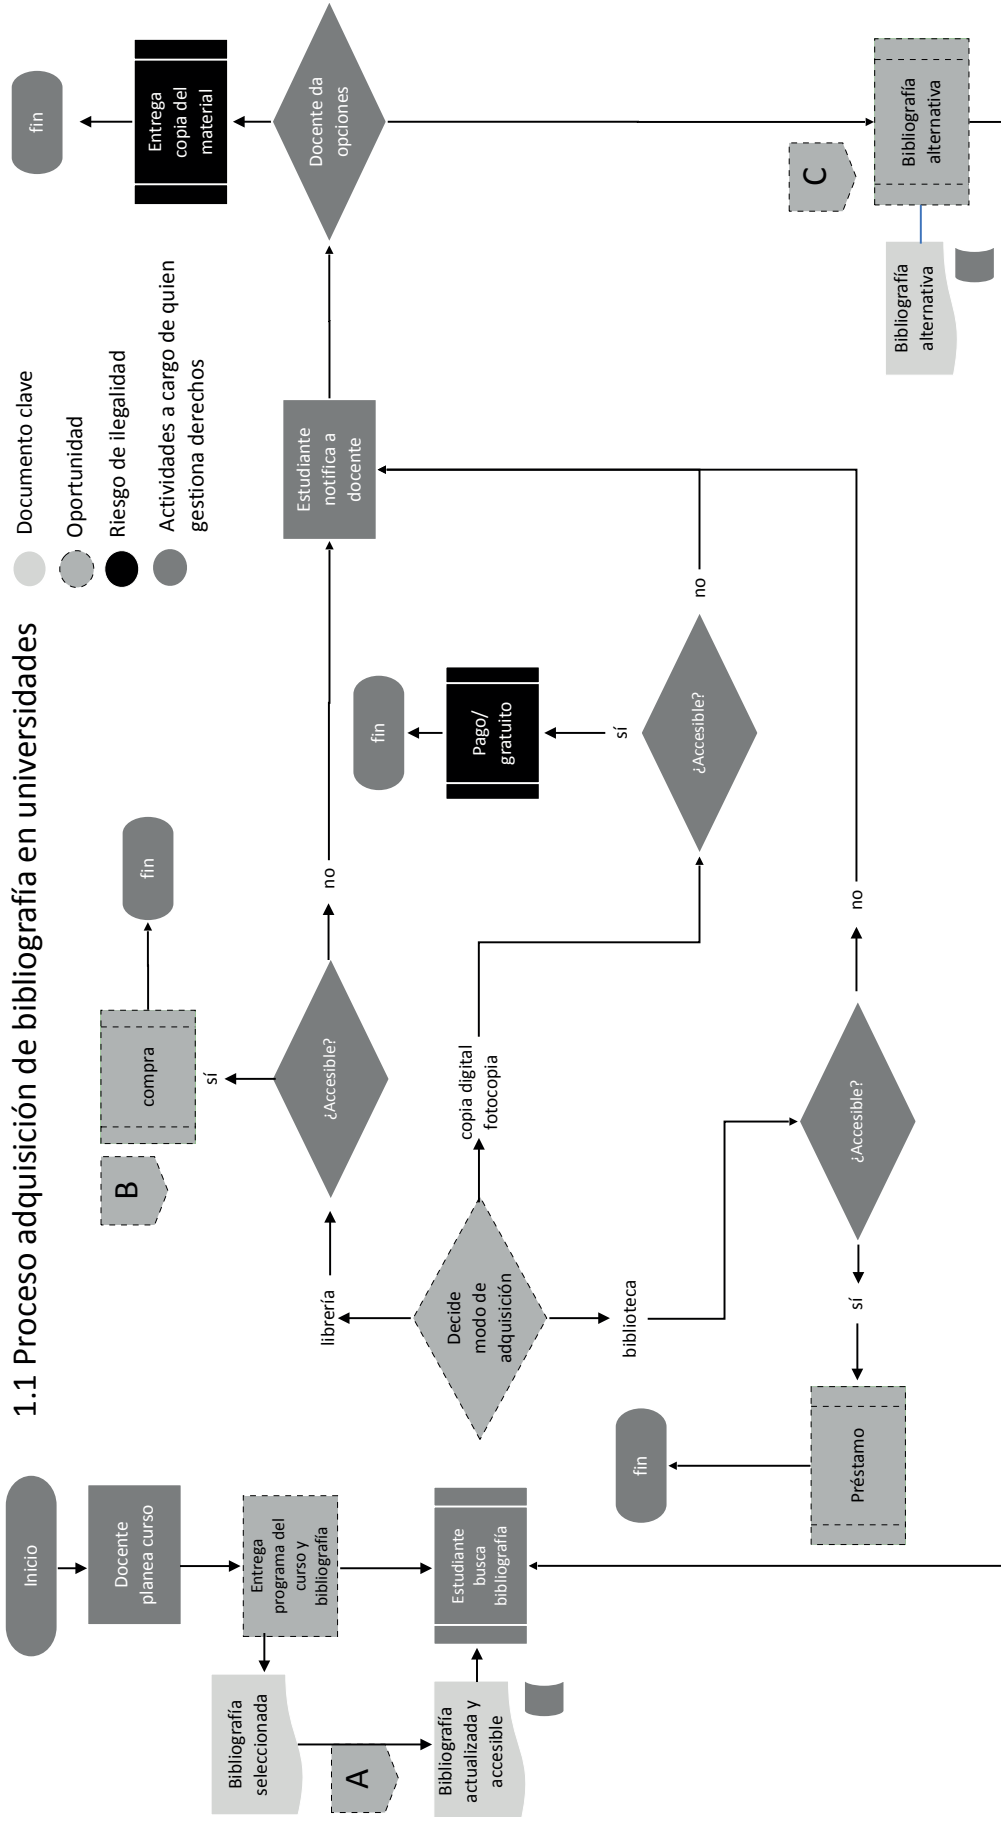 1.1 Proceso adquisición de bibliografía en universidades
Documento clave
Oportunidad
Riesgo de ilegalidad
Actividades a cargo de quien
gestiona derechos
Inicio
Docente
planea curso
Entrega
programa del
curso y
bibliografía
Bibliografía
seleccionada
A
Bibliografía
actualizada y
accesible
Estudiante
busca
bibliografía
Decide
modo de
adquisición
librería
¿Accesible?
sí
B
compra
fin
no
copia digital
fotocopia
¿Accesible?
sí
Pago/
gratuito
fin
no
biblioteca
¿Accesible?
sí
Préstamo
fin
no
Estudiante
notifica a
docente
Docente da
opciones
Entrega
copia del
material
fin
C
Bibliografía
alternativa
Bibliografía
alternativa